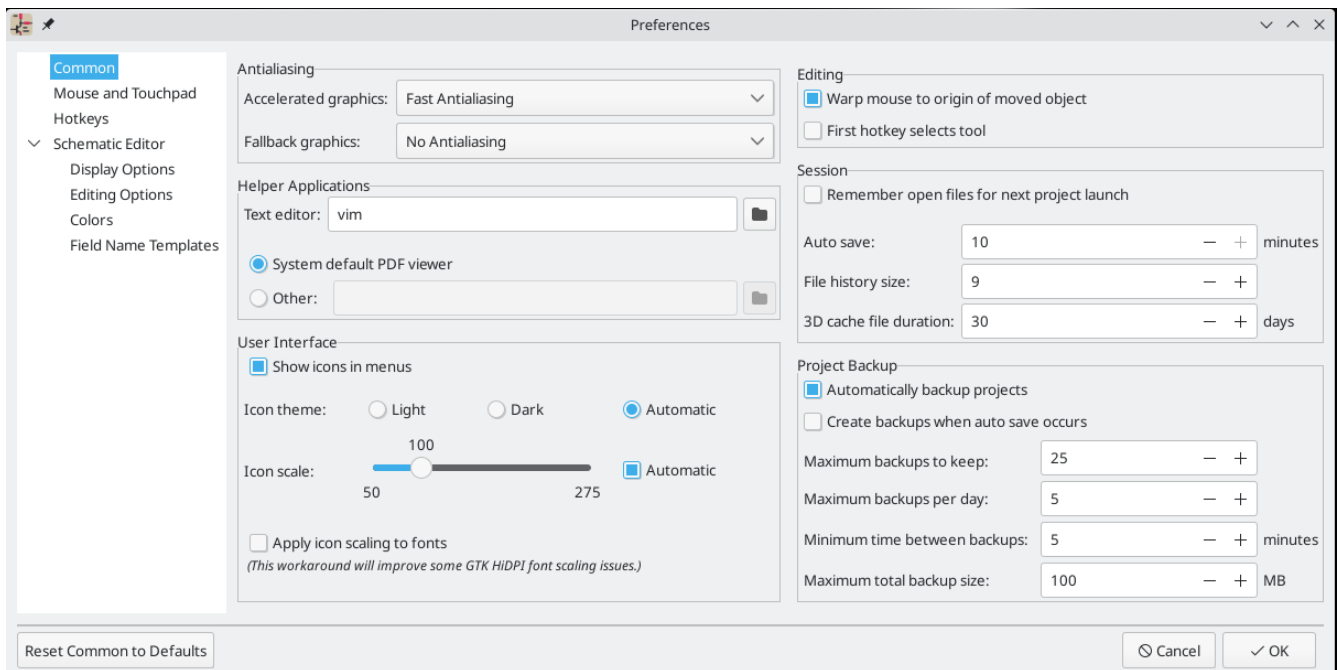 Preferences
Common
Mouse and Touchpad
Hotkeys
Schematic Editor
Display Options
Editing Options
Colors
Field Name Templates
Antialiasing
Accelerated graphics: Fast Antialiasing
Fallback graphics: No Antialiasing
Helper Applications
Text editor: vim
System default PDF viewer
Other:
User Interface
Show icons in menus
Icon theme: Light Dark Automatic
100
Icon scale: Automatic
50 275
Apply icon scaling to fonts
(This workaround will improve some GTK HiDPI font scaling issues.)
Editing
Warp mouse to origin of moved object
First hotkey selects tool
Session
Remember open files for next project launch
Auto save: 10 minutes
File history size: 9
3D cache file duration: 30 days
Project Backup
Automatically backup projects
Create backups when auto save occurs
Maximum backups to keep: 25
Maximum backups per day: 5
Minimum time between backups: 5 minutes
Maximum total backup size: 100 MB
Reset Common to Defaults
Cancel
OK